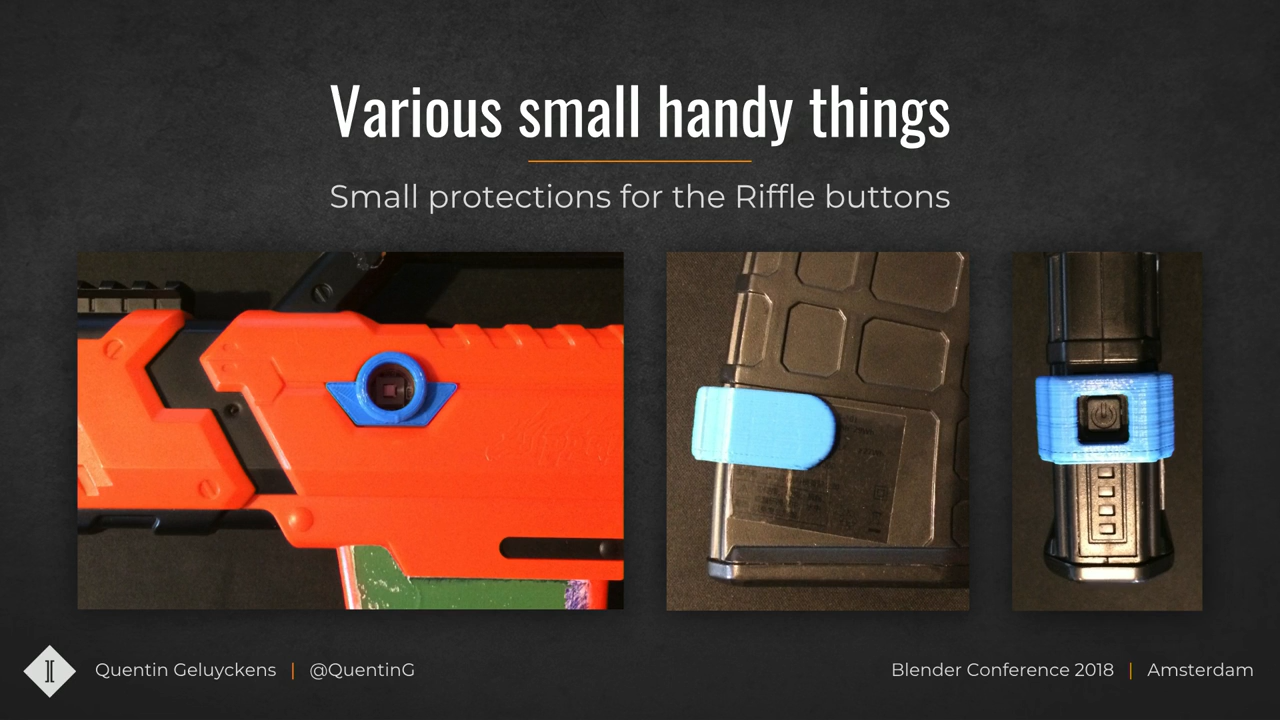 Various small handy things
Small protections for the Riffle buttons
Quentin Geluyckens | @QuentinG
Blender Conference 2018 | Amsterdam